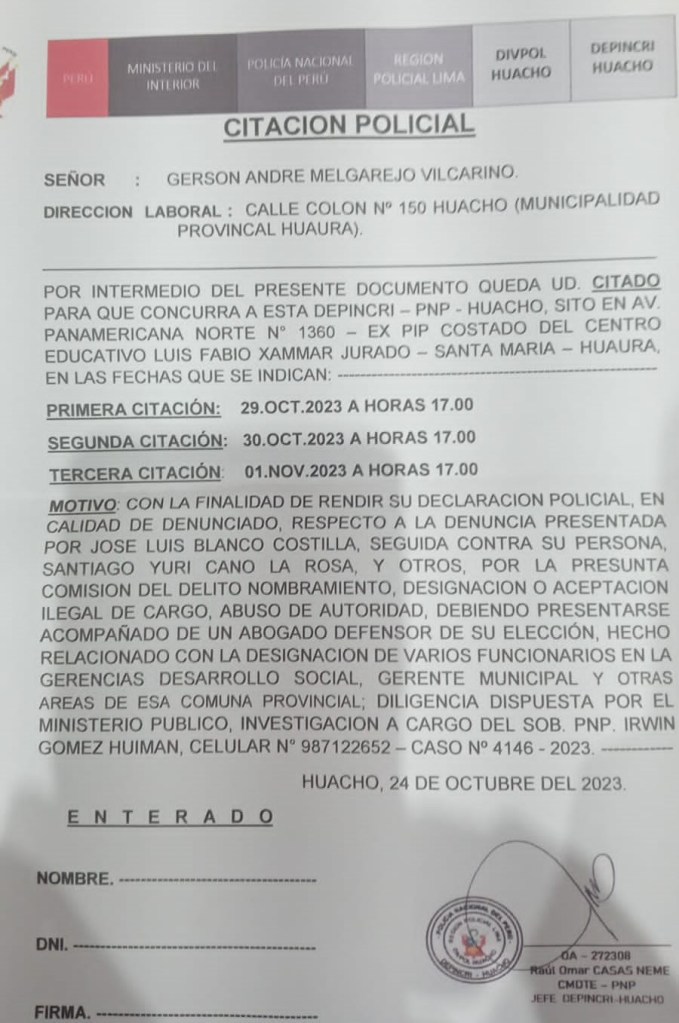 PERÚ
MINISTERIO DEL
INTERIOR
POLICÍA NACIONAL
DEL PERÚ
REGION
POLICIAL LIMA
DIVPOL
HUACHO
DEPINCRI
HUACHO
CITACION POLICIAL
SEÑOR : GERSON ANDRE MELGAREJO VILCARINO.
DIRECCION LABORAL : CALLE COLON Nº 150 HUACHO (MUNICIPALIDAD
PROVINCAL HUAURA).
POR INTERMEDIO DEL PRESENTE DOCUMENTO QUEDA UD. CITADO
PARA QUE CONCURRA A ESTA DEPINCRI – PNP - HUACHO, SITO EN AV.
PANAMERICANA NORTE N° 1360 – EX PIP COSTADO DEL CENTRO
EDUCATIVO LUIS FABIO XAMMAR JURADO – SANTA MARIA – HUAURA,
EN LAS FECHAS QUE SE INDICAN: ----------------------------------------
PRIMERA CITACIÓN: 29.OCT.2023 A HORAS 17.00
SEGUNDA CITACIÓN: 30.OCT.2023 A HORAS 17.00
TERCERA CITACIÓN: 01.NOV.2023 A HORAS 17.00
MOTIVO: CON LA FINALIDAD DE RENDIR SU DECLARACION POLICIAL, EN
CALIDAD DE DENUNCIADO, RESPECTO A LA DENUNCIA PRESENTADA
POR JOSE LUIS BLANCO COSTILLA, SEGUIDA CONTRA SU PERSONA,
SANTIAGO YURI CANO LA ROSA, Y OTROS, POR LA PRESUNTA
COMISION DEL DELITO NOMBRAMIENTO, DESIGNACION O ACEPTACION
ILEGAL DE CARGO, ABUSO DE AUTORIDAD, DEBIENDO PRESENTARSE
ACOMPAÑADO DE UN ABOGADO DEFENSOR DE SU ELECCIÓN, HECHO
RELACIONADO CON LA DESIGNACION DE VARIOS FUNCIONARIOS EN LA
GERENCIAS DESARROLLO SOCIAL, GERENTE MUNICIPAL Y OTRAS
AREAS DE ESA COMUNA PROVINCIAL; DILIGENCIA DISPUESTA POR EL
MINISTERIO PUBLICO, INVESTIGACION A CARGO DEL SOB. PNP. IRWIN
GOMEZ HUIMAN, CELULAR N° 987122652 – CASO Nº 4146 - 2023. ----------
HUACHO, 24 DE OCTUBRE DEL 2023.
E N T E R A D O
NOMBRE. ------------------------
DNI. ------------------------------
FIRMA. ---------------------------
POLICIA NACIONAL DEL PERU
REGION POLICIAL LIMA
DIVPOL HUACHO
DEPINCRI - HUACHO
OA – 272308
Raúl Omar CASAS NEME
CMDTE – PNP
JEFE DEPINCRI-HUACHO